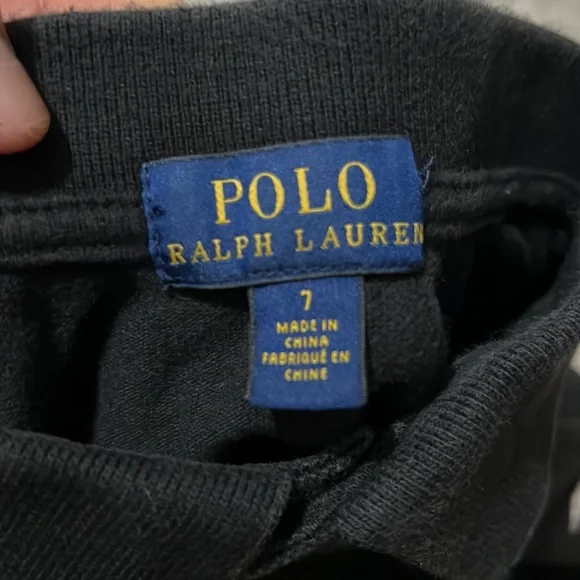 POLO
RALPH LAUREN
7
MADE IN
CHINA
FABRIQUÉ EN
CHINE